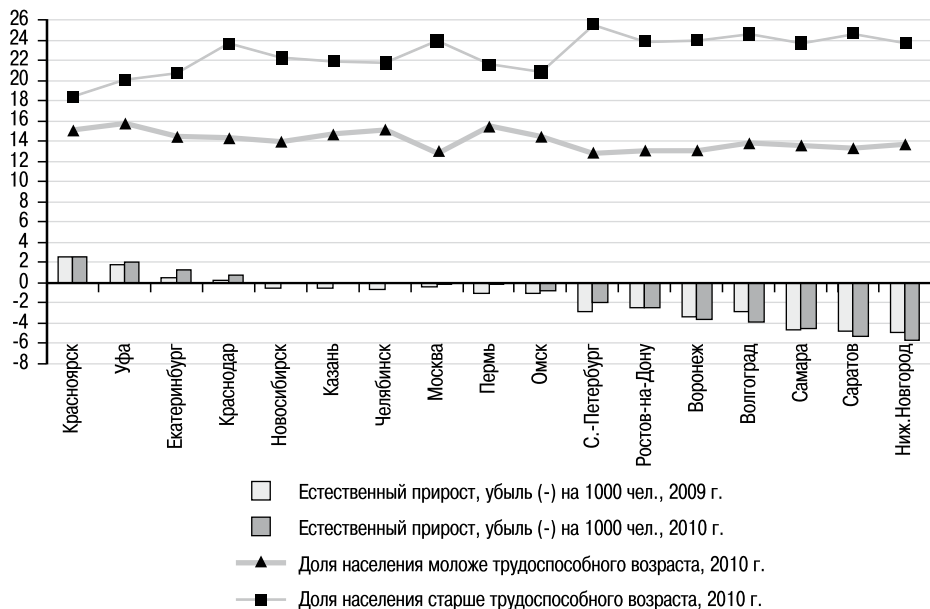 26
24
22
20
18
16
14
12
10
8
6
4
2
0
-2
-4
-6
-8
Красноярск
Уфа
Екатеринбург
Краснодар
Новосибирск
Казань
Челябинск
Москва
Пермь
Омск
С.-Петербург
Ростов-на-Дону
Воронеж
Волгоград
Самара
Саратов
Ниж.Новгород
Естественный прирост, убыль (-) на 1000 чел., 2009 г.
Естественный прирост, убыль (-) на 1000 чел., 2010 г.
Доля населения моложе трудоспособного возраста, 2010 г.
Доля населения старше трудоспособного возраста, 2010 г.